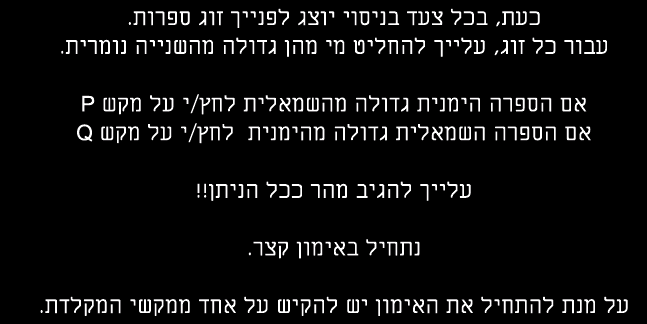 כעת, בכל צעד בניסוי יוצג לפנייך זוג ספרות.
עבור כל זוג, עלייך להחליט מי מהן גדולה מהשנייה נומרית.
אם הספרה הימנית גדולה מהשמאלית לחץ/י על מקש P
אם הספרה השמאלית גדולה מהימנית לחץ/י על מקש Q
עלייך להגיב מהר ככל הניתן!!
נתחיל באימון קצר.
על מנת להתחיל את האימון יש להקיש על אחד ממקשי המקלדת.